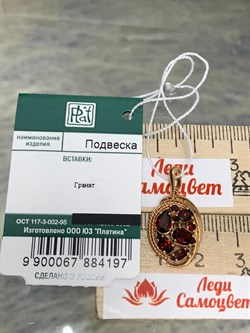 наименование
изделия
Подвеска
ВСТАВКИ:
Гранат
ОСТ 117-3-002-95
Изготовлено ООО ЮЗ "Платина"
9 900067 884197
СДЕЛАНО В РОССИИ
Леди
Самоцвет
Леди
Самоцвет